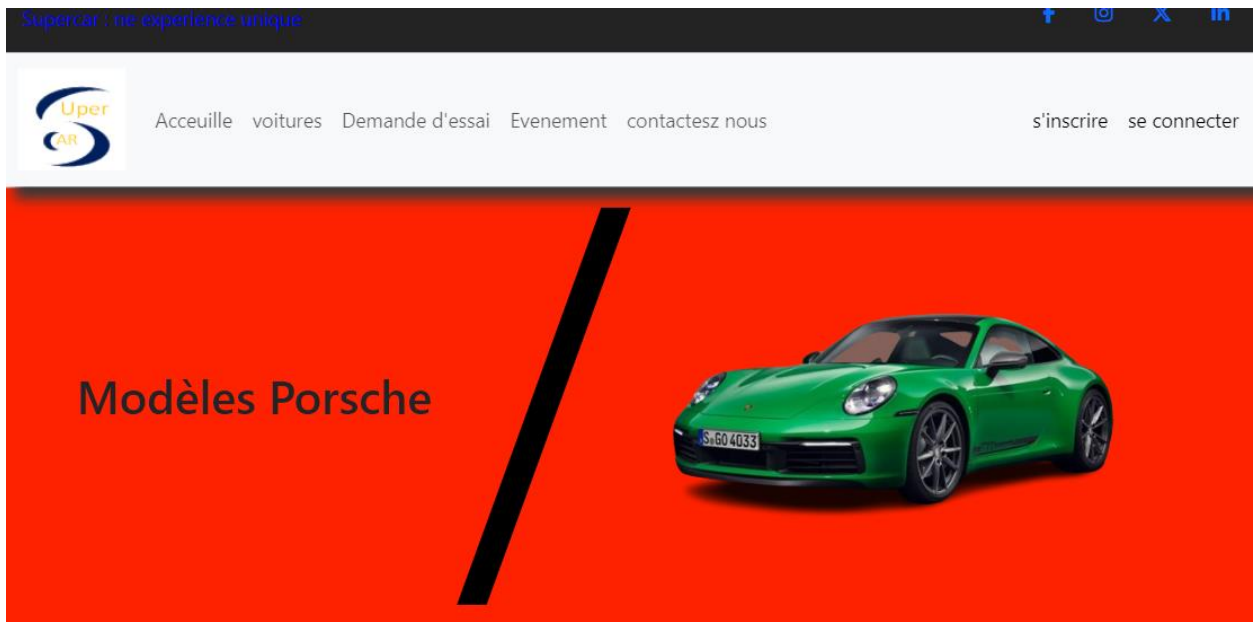 Supercar : ne experience unique
Uper
CAR
Acceuille voitures Demande d'essai Evenement contactesz nous
s'inscrire se connecter
Modèles Porsche
S GO 4033